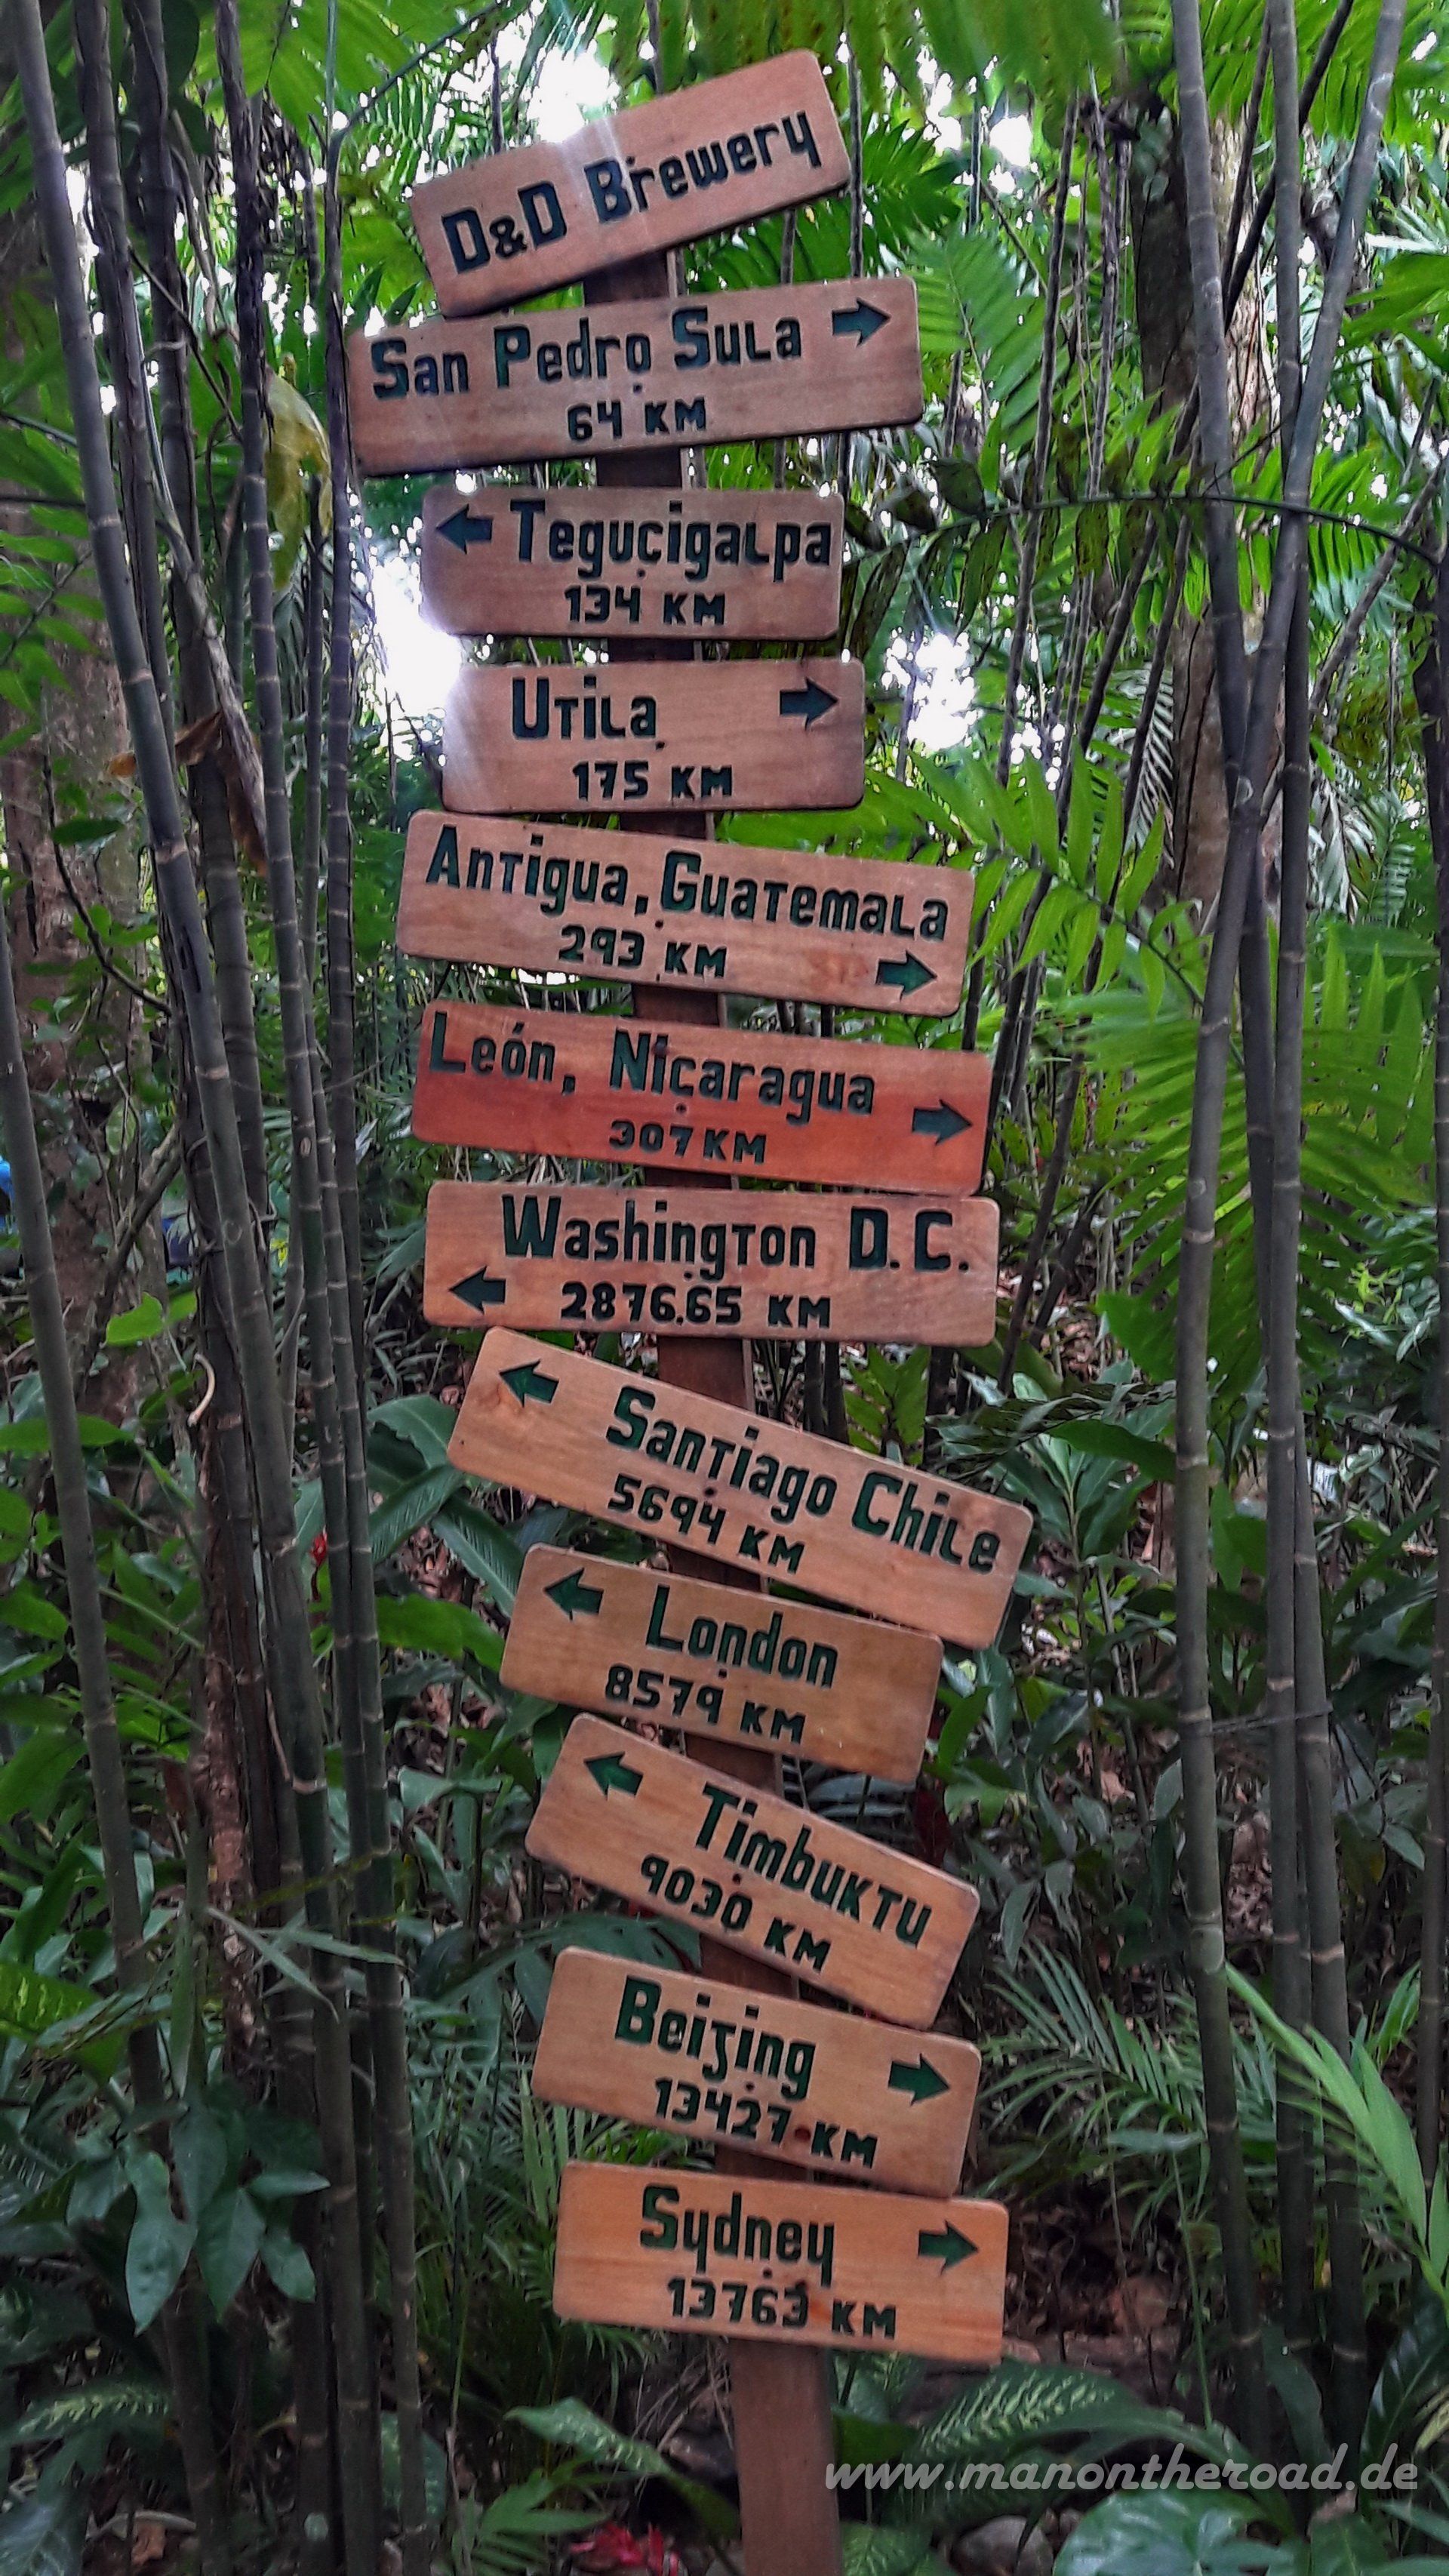 D&D Brewery
San Pedro Sula
64 KM
Tegucigalpa
134 KM
Utila
175 KM
Antigua, Guatemala
293 KM
León, Nicaragua
307 KM
Washington D.C.
2876.65 KM
Santiago Chile
5694 KM
London
8579 KM
Timbuktu
9030 KM
Beijing
13427 KM
Sydney
13763 KM
www.manontheroad.de